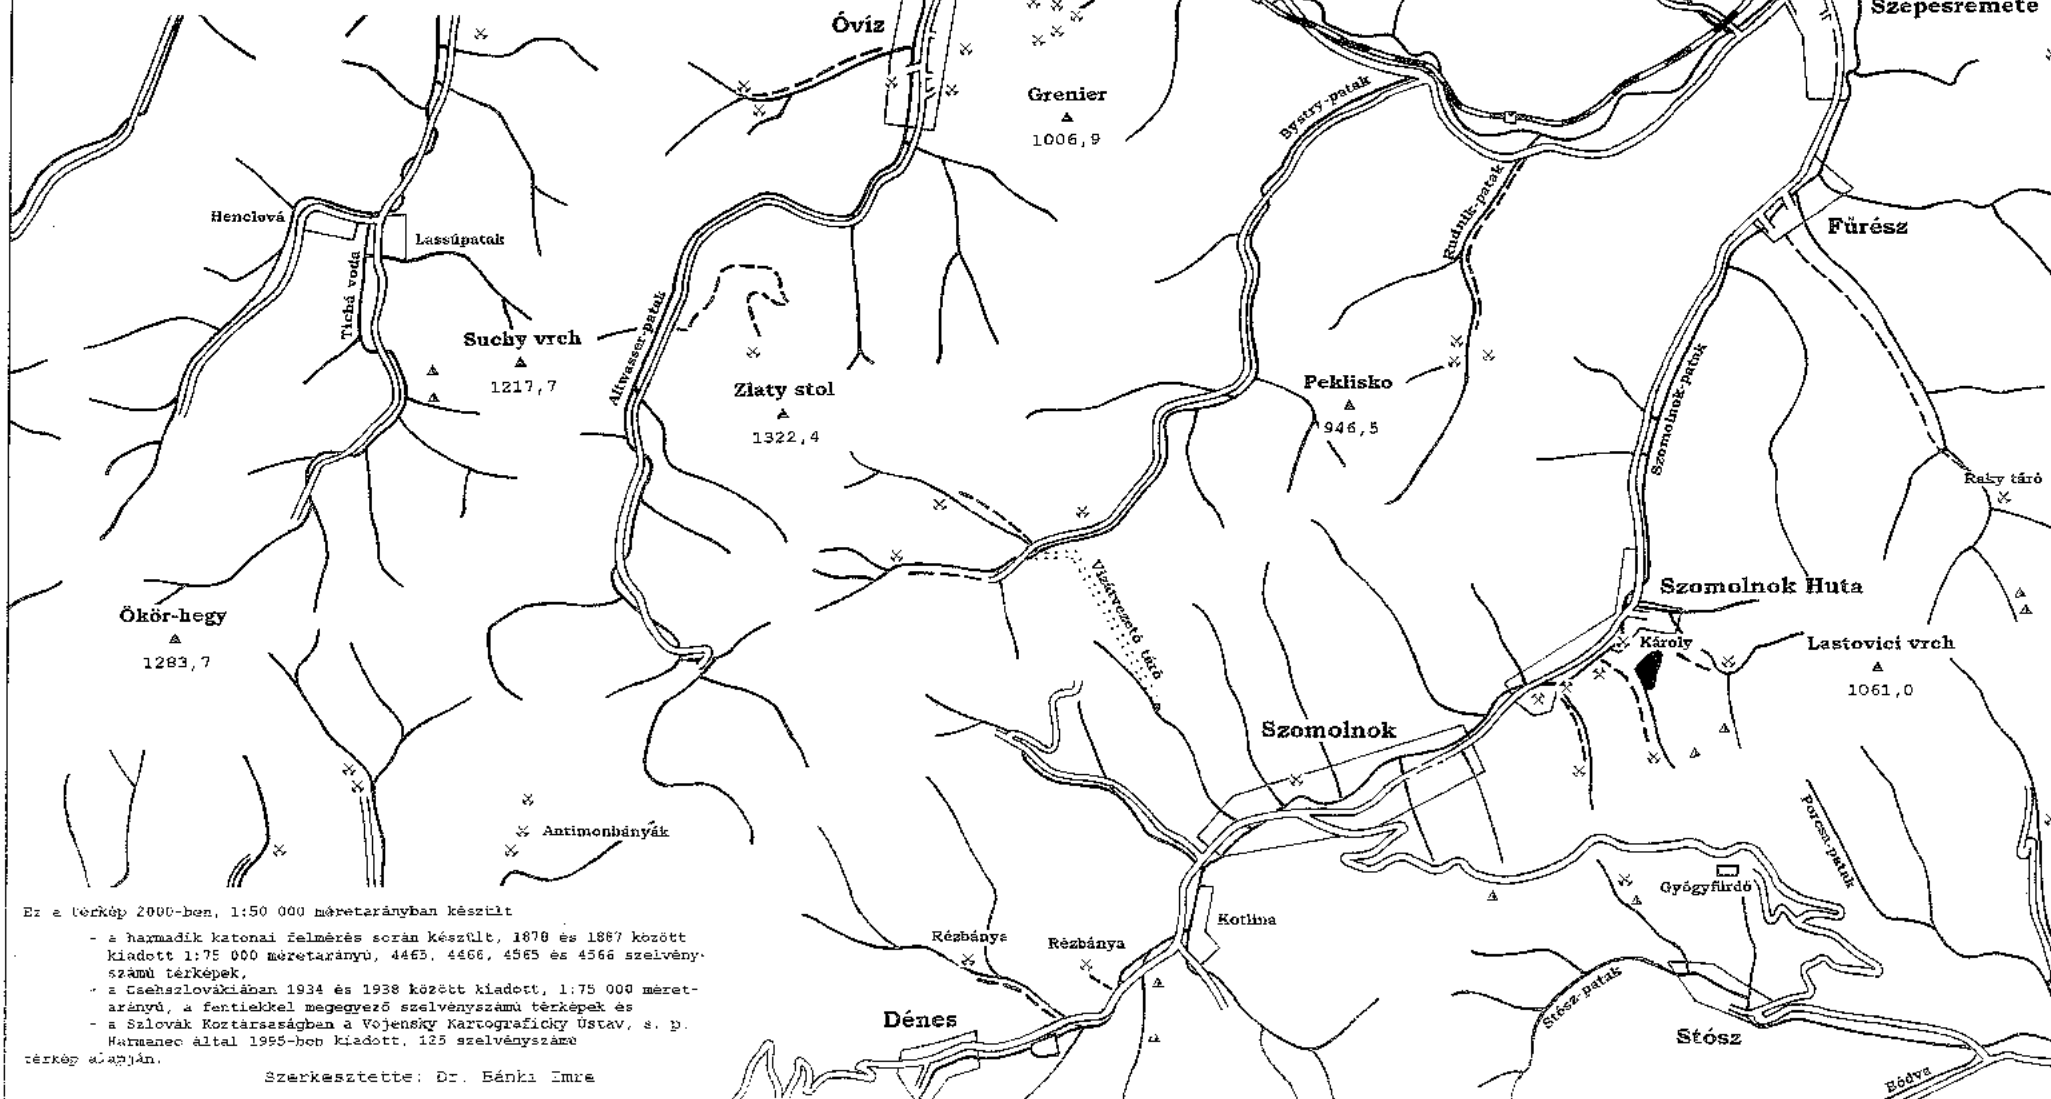 Szepesremete
Óvíz
Grenier
1006,9
Bystry-patak
Rudnik-patak
Fűrész
Henclová
Lassúpatak
Tichá voda
Suchy vrch
1217,7
Altwasser-patak
Zlaty stol
1322,4
Peklisko
946,5
Szomolnok-patak
Raky táró
Vízátvezető táró
Ökör-hegy
1283,7
Szomolnok Huta
Károly
Lastovici vrch
1061,0
Szomolnok
Antimonbányák
Porcsa-patak
Gyógyfürdő
Kotlina
Rézbánya
Rézbánya
Stósz-patak
Dénes
Stósz
Bódva
Ez a térkép 2000-ben, 1:50 000 méretarányban készült
- a harmadik katonai felmérés során készült, 1878 és 1887 között
kiadott 1:75 000 méretarányú, 4465, 4466, 4565 és 4566 szelvény-
számú térképek,
- a Csehszlovákiában 1934 és 1938 között kiadott, 1:75 000 méret-
arányú, a fentiekkel megegyező szelvényszámú térképek és
- a Szlovák Köztársaságban a Vojensky Kartograficky Ústav, s. p.
Harmanec által 1995-ben kiadott, 125 szelvényszámú
térkép alapján.
Szerkesztette: Dr. Bánki Imre